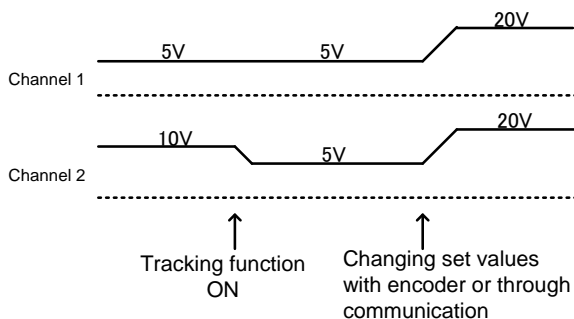 20V
5V
5V
Channel 1
20V
10V
5V
Channel 2
Tracking function
ON
Changing set values
with encoder or through
communication